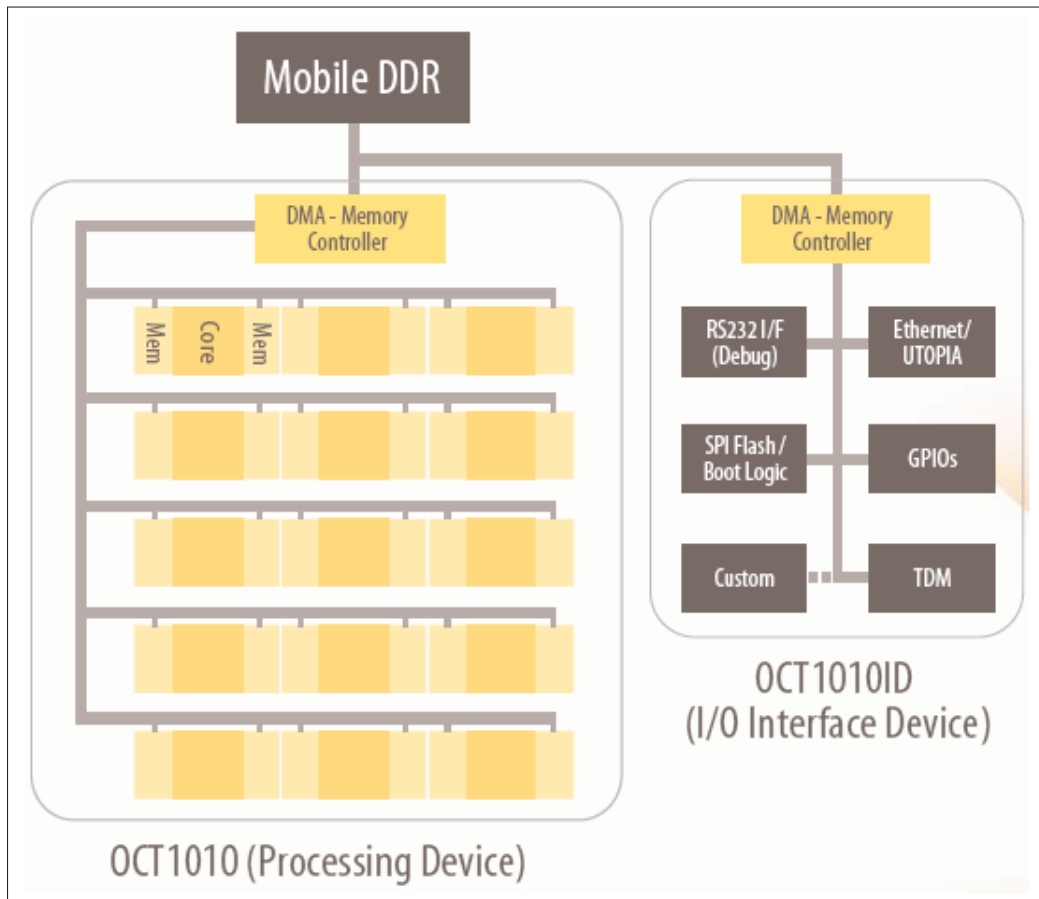 Mobile DDR
DMA - Memory
Controller
Mem
Core
Mem
OCT1010 (Processing Device)
DMA - Memory
Controller
RS232 I/F
(Debug)
Ethernet/
UTOPIA
SPI Flash /
Boot Logic
GPIOs
Custom
TDM
OCT1010ID
(I/O Interface Device)